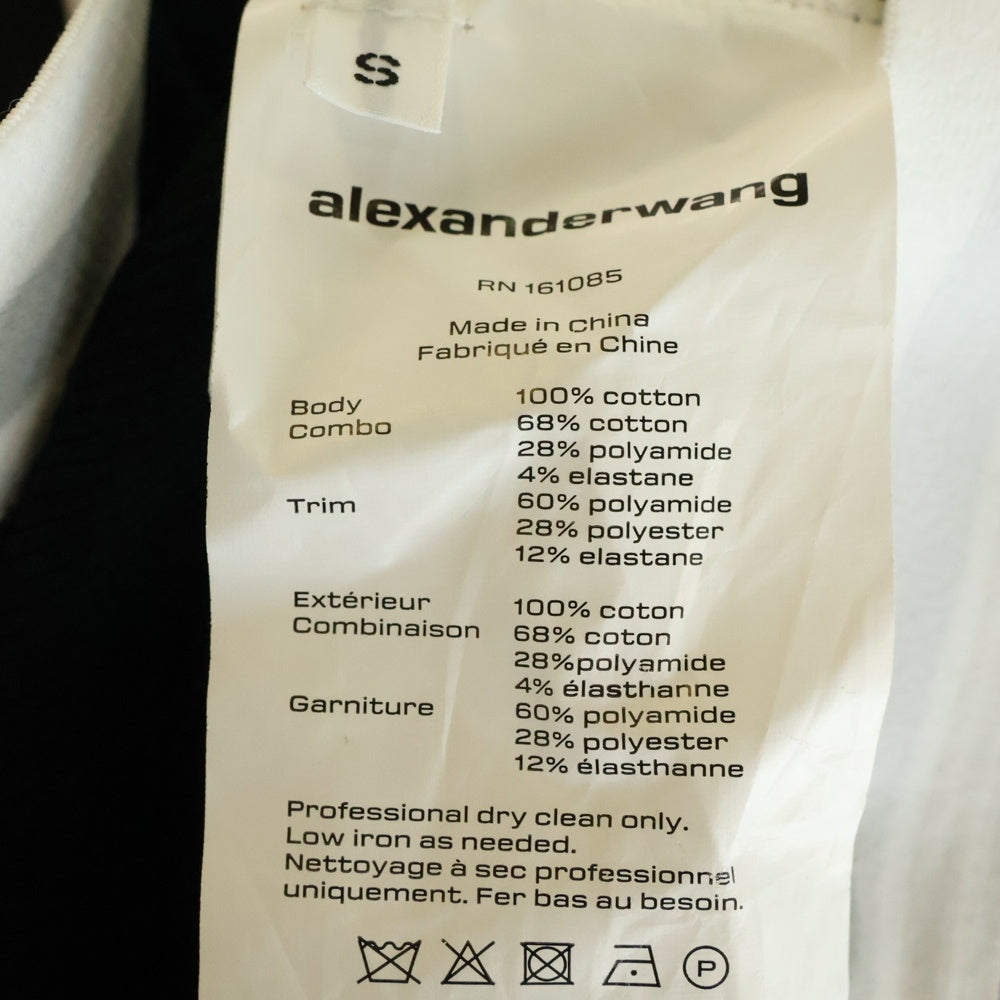 S
alexanderwang
RN 161085
Made in China
Fabriqué en Chine
Body 100% cotton
Combo 68% cotton
28% polyamide
4% elastane
Trim 60% polyamide
28% polyester
12% elastane
Extérieur 100% coton
Combinaison 68% coton
28%polyamide
4% élasthanne
Garniture 60% polyamide
28% polyester
12% élasthanne
Professional dry clean only.
Low iron as needed.
Nettoyage à sec professionnel
uniquement. Fer bas au besoin.
P